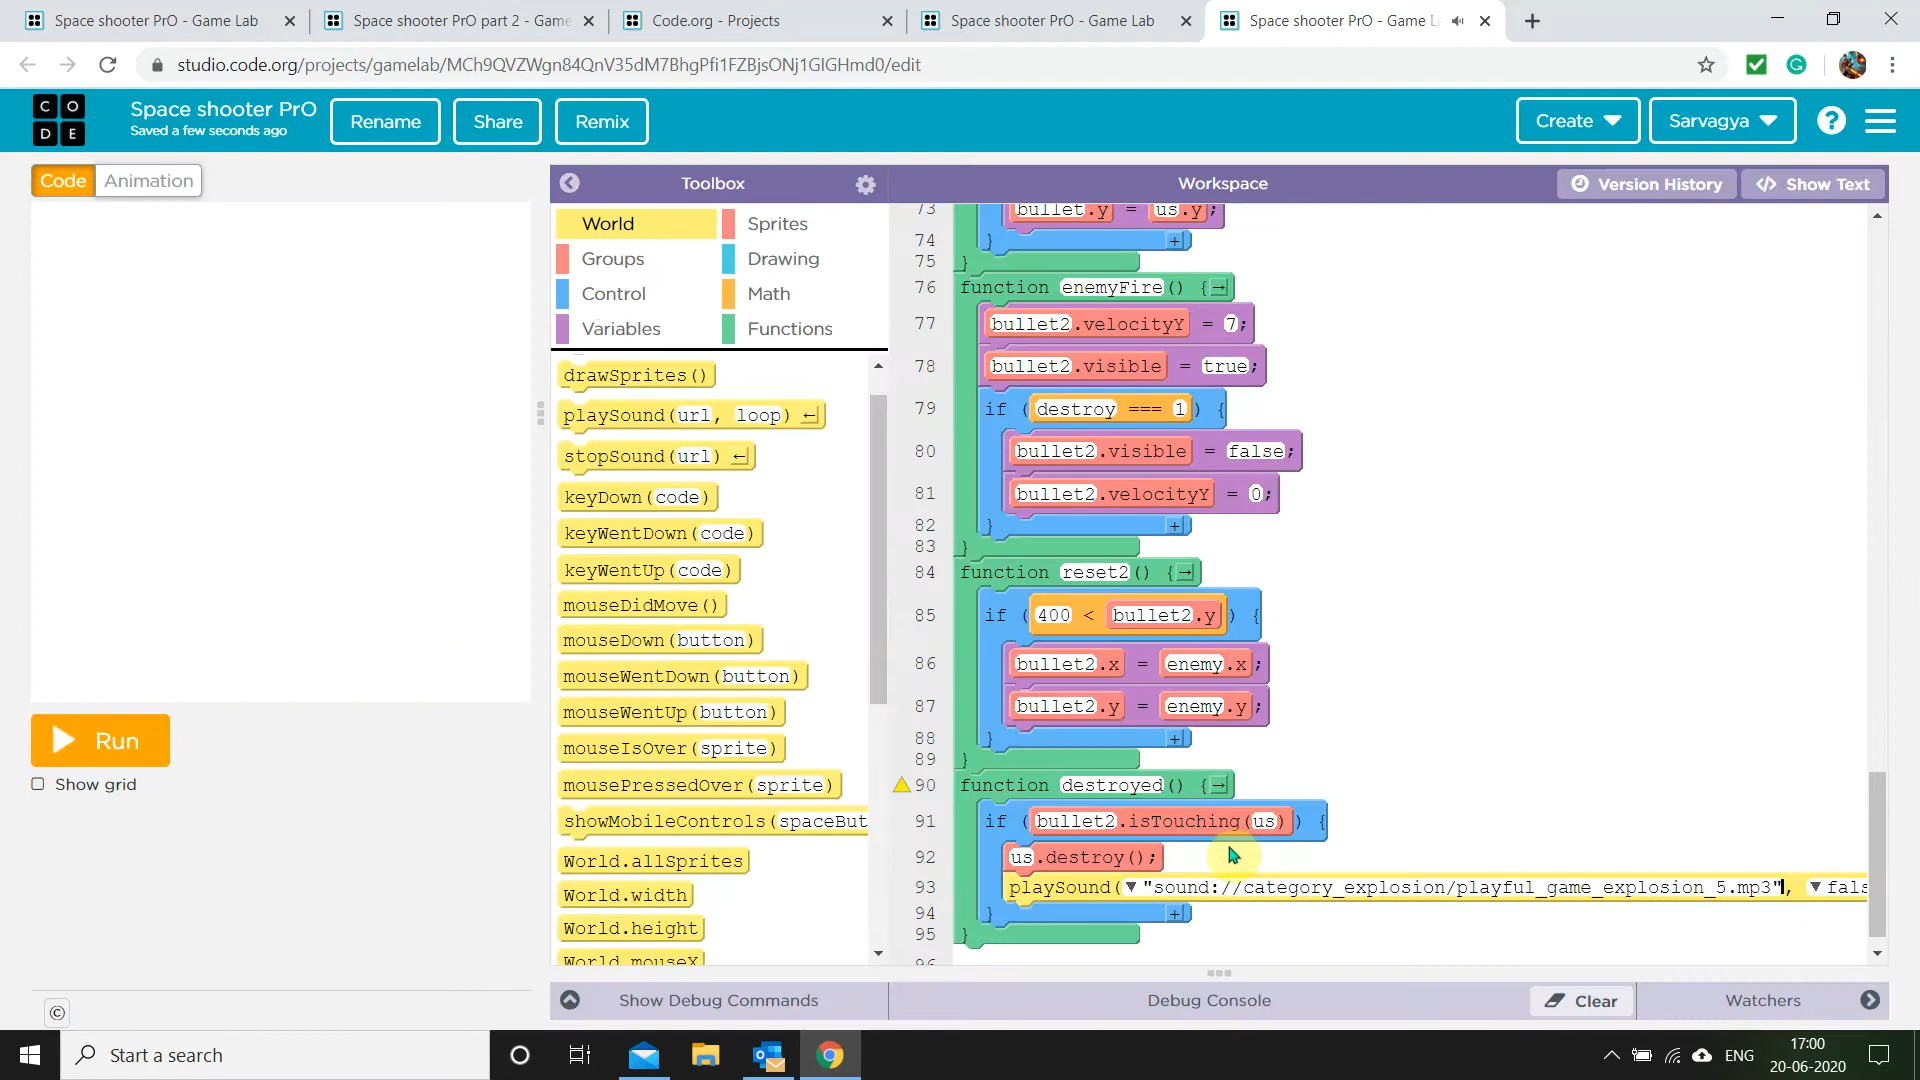 Space shooter PrO - Game Lab
Space shooter PrO part 2 - Game
Code.org - Projects
Space shooter PrO - Game Lab
Space shooter PrO - Game L
studio.code.org/projects/gamelab/MCh9QVZWgn84QnV35dM7BhgPfi1FZBjsONj1GIGHmd0/edit
C O
D E
Space shooter PrO
Saved a few seconds ago
Rename
Share
Remix
Create
Sarvagya
?
Code
Animation
Toolbox
Workspace
Version History
</> Show Text
World
Sprites
Groups
Drawing
Control
Math
Variables
Functions
drawSprites()
playSound(url, loop)
stopSound(url)
keyDown(code)
keyWentDown(code)
keyWentUp(code)
mouseDidMove()
mouseDown(button)
mouseWentDown(button)
mouseWentUp(button)
mouseIsOver(sprite)
mousePressedOver(sprite)
showMobileControls(spaceBut
World.allSprites
World.width
World.height
World.mouseX
73 bullet.y = us.y;
74 }
75 }
76 function enemyFire() {
77 bullet2.velocityY = 7;
78 bullet2.visible = true;
79 if (destroy === 1) {
80 bullet2.visible = false;
81 bullet2.velocityY = 0;
82 }
83 }
84 function reset2() {
85 if (400 < bullet2.y) {
86 bullet2.x = enemy.x;
87 bullet2.y = enemy.y;
88 }
89 }
90 function destroyed() {
91 if (bullet2.isTouching(us)) {
92 us.destroy();
93 playSound("sound://category_explosion/playful_game_explosion_5.mp3", fals
94 }
95 }
96
Run
Show grid
©
Show Debug Commands
Debug Console
Clear
Watchers
Start a search
ENG
17:00
20-06-2020